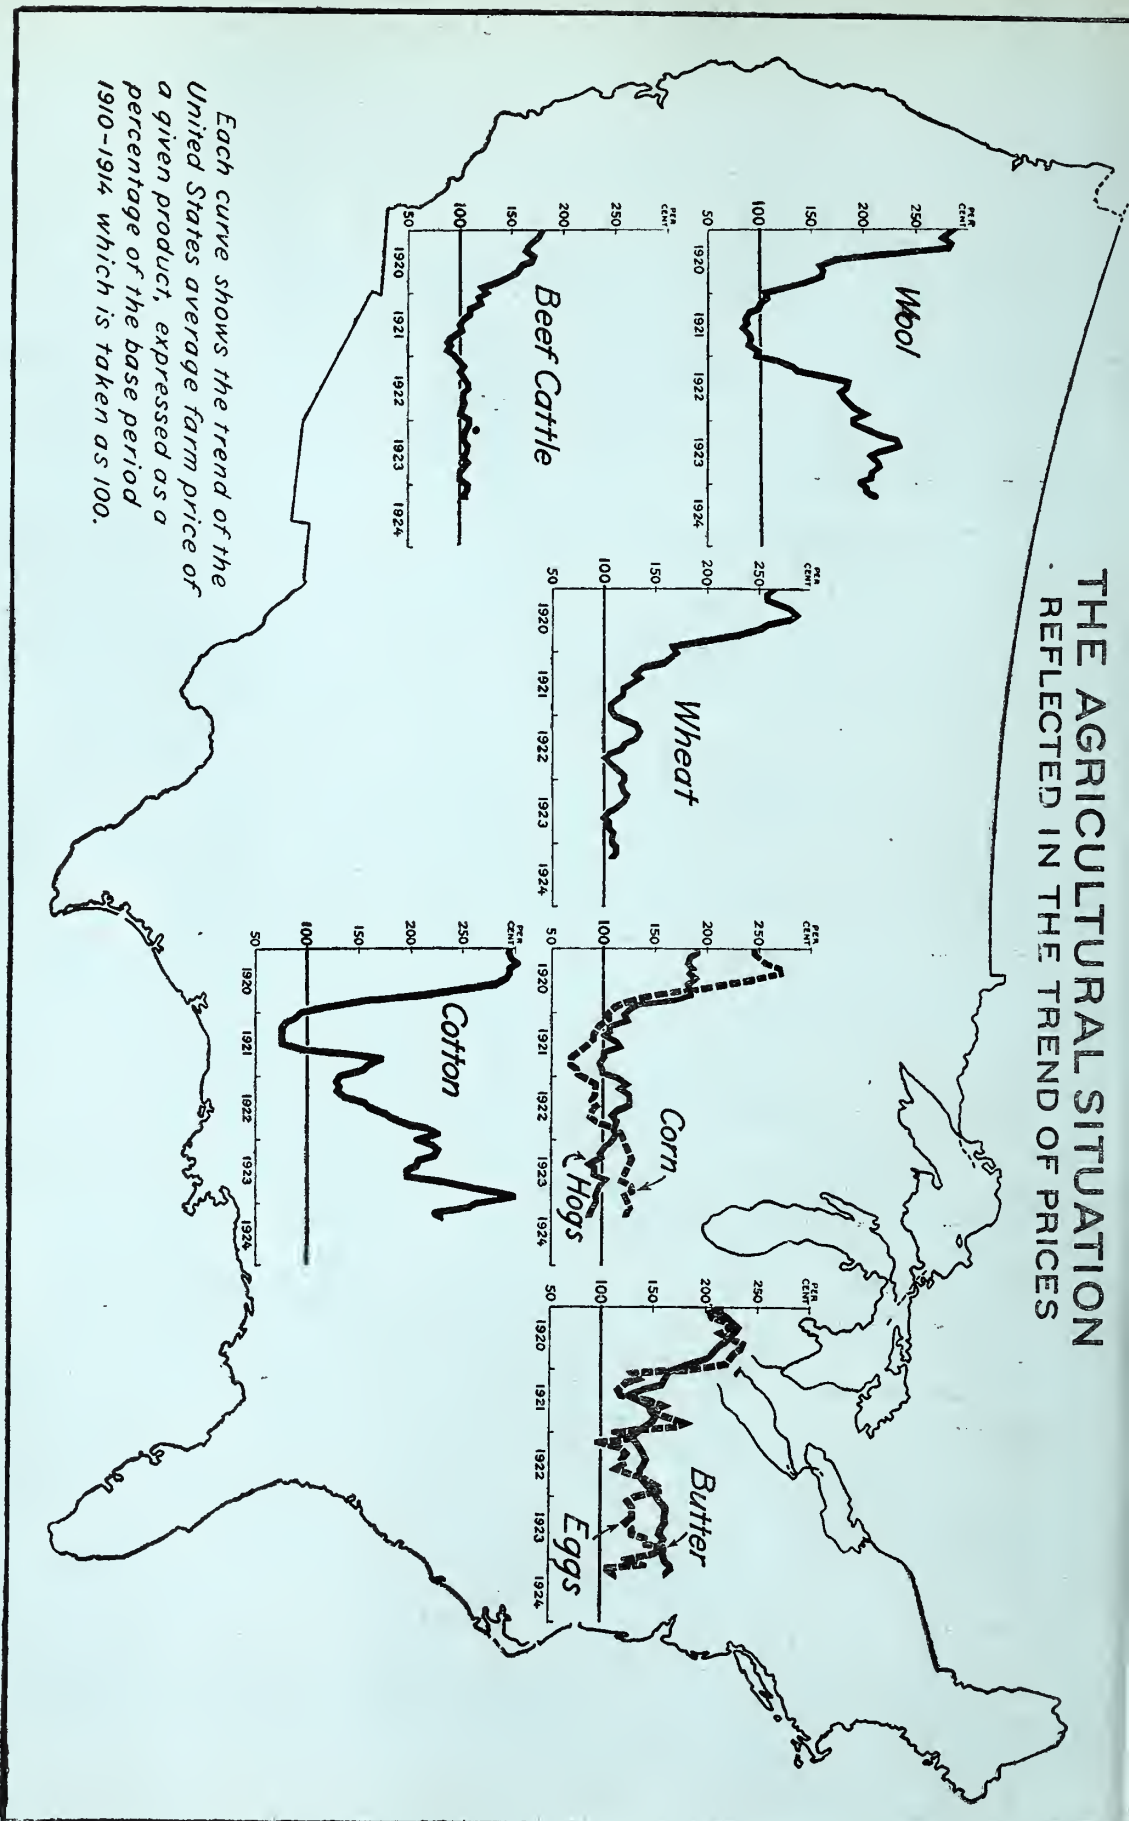 THE AGRICULTURAL SITUATION
REFLECTED IN THE TREND OF PRICES
PER
CENT
250
200
150
100
50
1920
1921
1922
1923
1924
Wool
PER
CENT
250
200
150
100
50
1920
1921
1922
1923
1924
Beef Cattle
PER
CENT
250
200
150
100
50
1920
1921
1922
1923
1924
Wheat
PER
CENT
250
200
150
100
50
1920
1921
1922
1923
1924
Corn
Hogs
PER
CENT
250
200
150
100
50
1920
1921
1922
1923
1924
Cotton
PER
CENT
250
200
150
100
50
1920
1921
1922
1923
1924
Butter
Eggs
Each curve shows the trend of the
United States average farm price of
a given product, expressed as a
percentage of the base period
1910-1914 which is taken as 100.